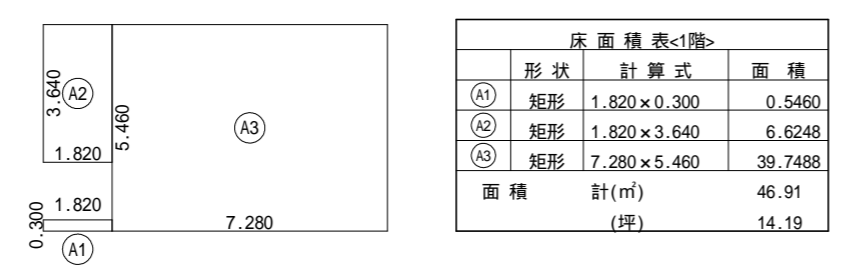 3.640
A2
1.820
5.460
A3
1.820
0.300
7.280
A1
床 面 積 表<1階>
形 状 計 算 式 面 積
A1 矩形 1.820×0.300 0.5460
A2 矩形 1.820×3.640 6.6248
A3 矩形 7.280×5.460 39.7488
面 積 計(㎡) 46.91
(坪) 14.19